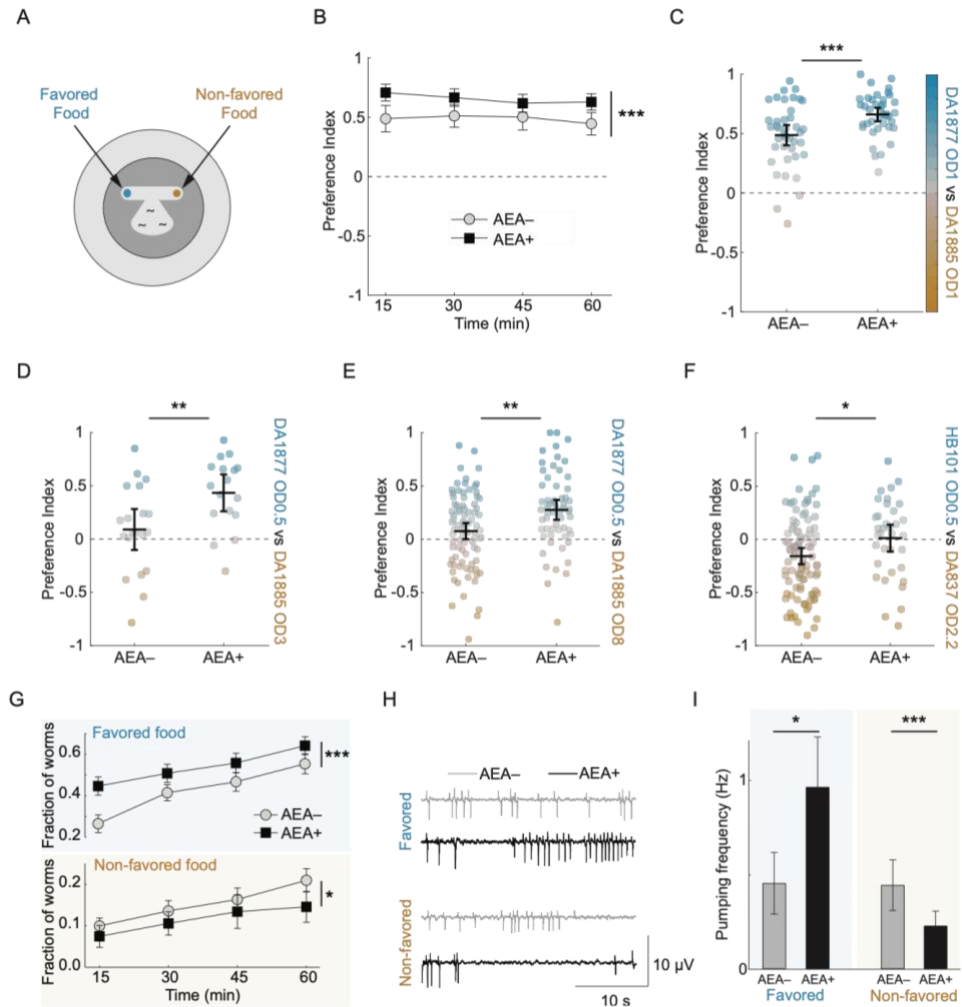 A
Favored
Food
Non-favored
Food
B
Preference Index
1
0.5
0
-0.5
-1
AEA–
AEA+
15
30
45
60
Time (min)
***
C
Preference Index
1
0.5
0
-0.5
-1
***
AEA–
AEA+
DA1877 OD1 vs DA1885 OD1
D
Preference Index
1
0.5
0
-0.5
-1
**
AEA–
AEA+
DA1877 OD0.5 vs DA1885 OD3
E
Preference Index
1
0.5
0
-0.5
-1
**
AEA–
AEA+
DA1877 OD0.5 vs DA1885 OD8
F
Preference Index
1
0.5
0
-0.5
-1
*
AEA–
AEA+
HB101 OD0.5 vs DA837 OD2.2
G
Favored food
Fraction of worms
0.6
0.4
0.2
***
AEA–
AEA+
Non-favored food
Fraction of worms
0.2
0.1
0.0
*
15
30
45
60
Time (min)
H
AEA–
AEA+
Favored
Non-favored
10 µV
10 s
I
Pumping frequency (Hz)
1
0
*
***
AEA–
AEA+
AEA–
AEA+
Favored
Non-favored